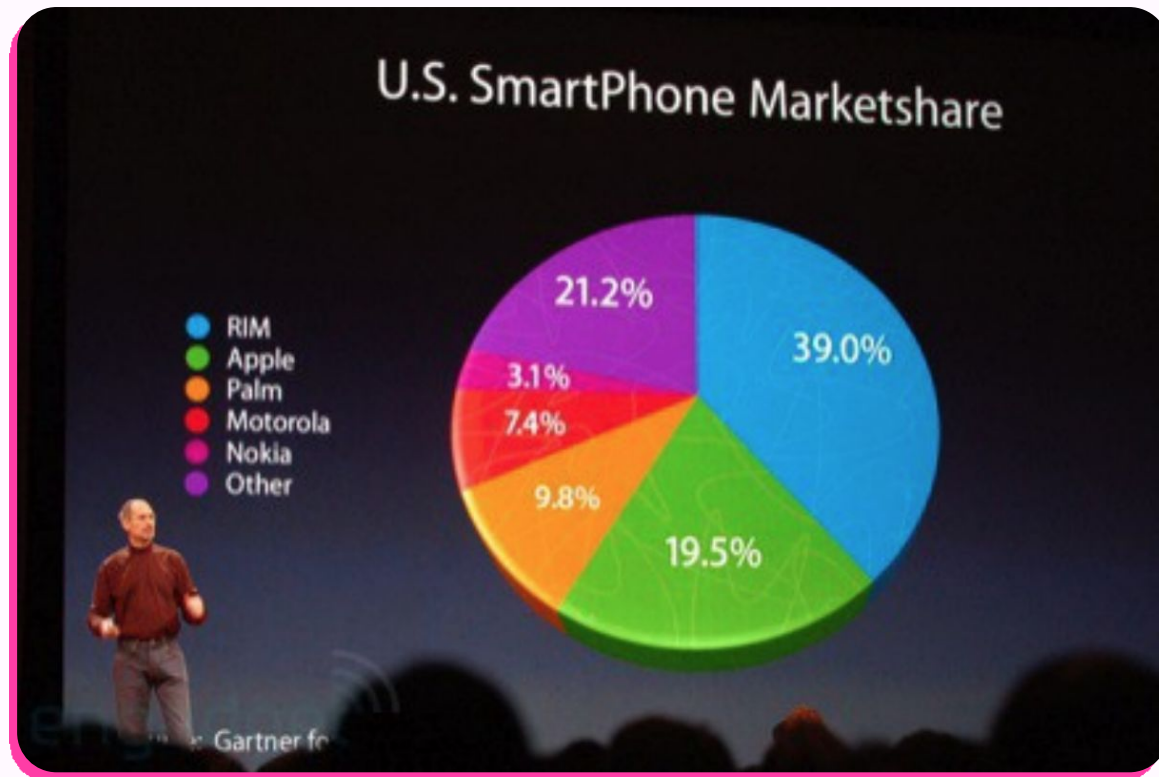 U.S. SmartPhone Marketshare
21.2%
39.0%
3.1%
7.4%
9.8%
19.5%
RIM
Apple
Palm
Motorola
Nokia
Other
Gartner